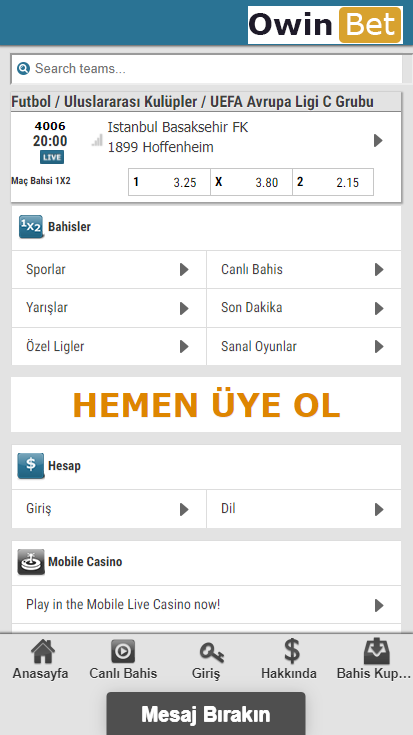 Owin Bet
Search teams...
Futbol / Uluslararası Kulüpler / UEFA Avrupa Ligi C Grubu
4006
Istanbul Basaksehir FK
20:00
1899 Hoffenheim
LIVE
Maç Bahsi 1X2
1 3.25 X 3.80 2 2.15
1X2 Bahisler
Sporlar
Canlı Bahis
Yarışlar
Son Dakika
Özel Ligler
Sanal Oyunlar
HEMEN ÜYE OL
$ Hesap
Giriş
Dil
Mobile Casino
Play in the Mobile Live Casino now!
Anasayfa
Canlı Bahis
Giriş
Hakkında
Bahis Kup...
Mesaj Bırakın